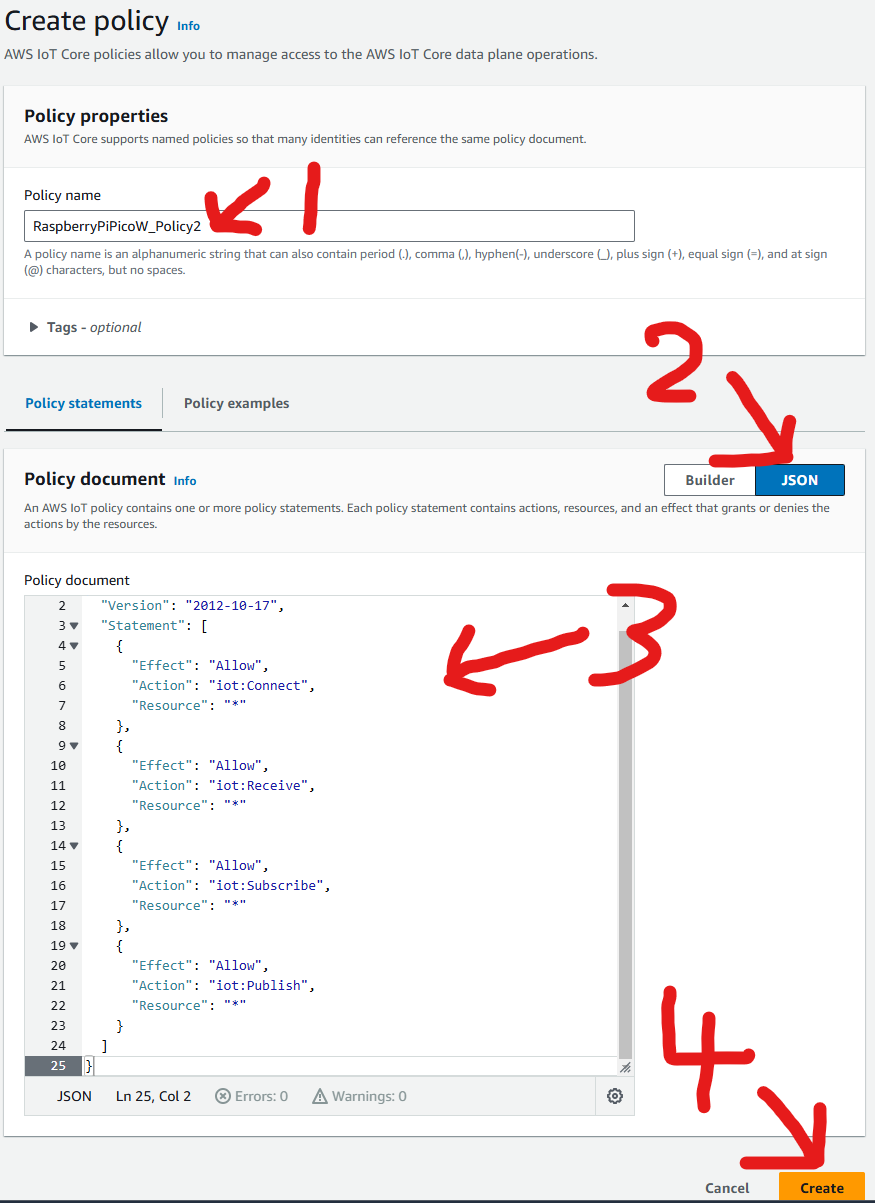 Create policy Info
AWS IoT Core policies allow you to manage access to the AWS IoT Core data plane operations.
Policy properties
AWS IoT Core supports named policies so that many identities can reference the same policy document.
1
Policy name
RaspberryPiPicoW_Policy2
A policy name is an alphanumeric string that can also contain period (.), comma (,), hyphen(-), underscore (_), plus sign (+), equal sign (=), and at sign
(@) characters, but no spaces.
Tags - optional
2
Policy statements Policy examples
Policy document Info
Builder JSON
An AWS IoT policy contains one or more policy statements. Each policy statement contains actions, resources, and an effect that grants or denies the
actions by the resources.
Policy document
3
2 "Version": "2012-10-17",
3 "Statement": [
4 {
5 "Effect": "Allow",
6 "Action": "iot:Connect",
7 "Resource": "*"
8 },
9 {
10 "Effect": "Allow",
11 "Action": "iot:Receive",
12 "Resource": "*"
13 },
14 {
15 "Effect": "Allow",
16 "Action": "iot:Subscribe",
17 "Resource": "*"
18 },
19 {
20 "Effect": "Allow",
21 "Action": "iot:Publish",
22 "Resource": "*"
23 }
24 ]
25 }
JSON Ln 25, Col 2 Errors: 0 Warnings: 0
4
Cancel Create